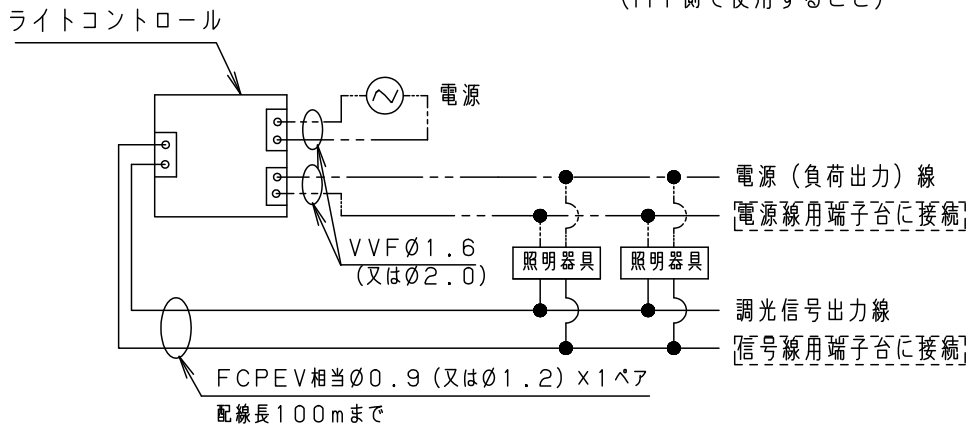 ライトコントロール
電源
電源（負荷出力）線
電源線用端子台に接続
VVFØ1.6
（又はØ2.0）
照明器具
照明器具
調光信号出力線
信号線用端子台に接続
FCPEV相当Ø0.9（又はØ1.2）×1ペア
配線長100mまで